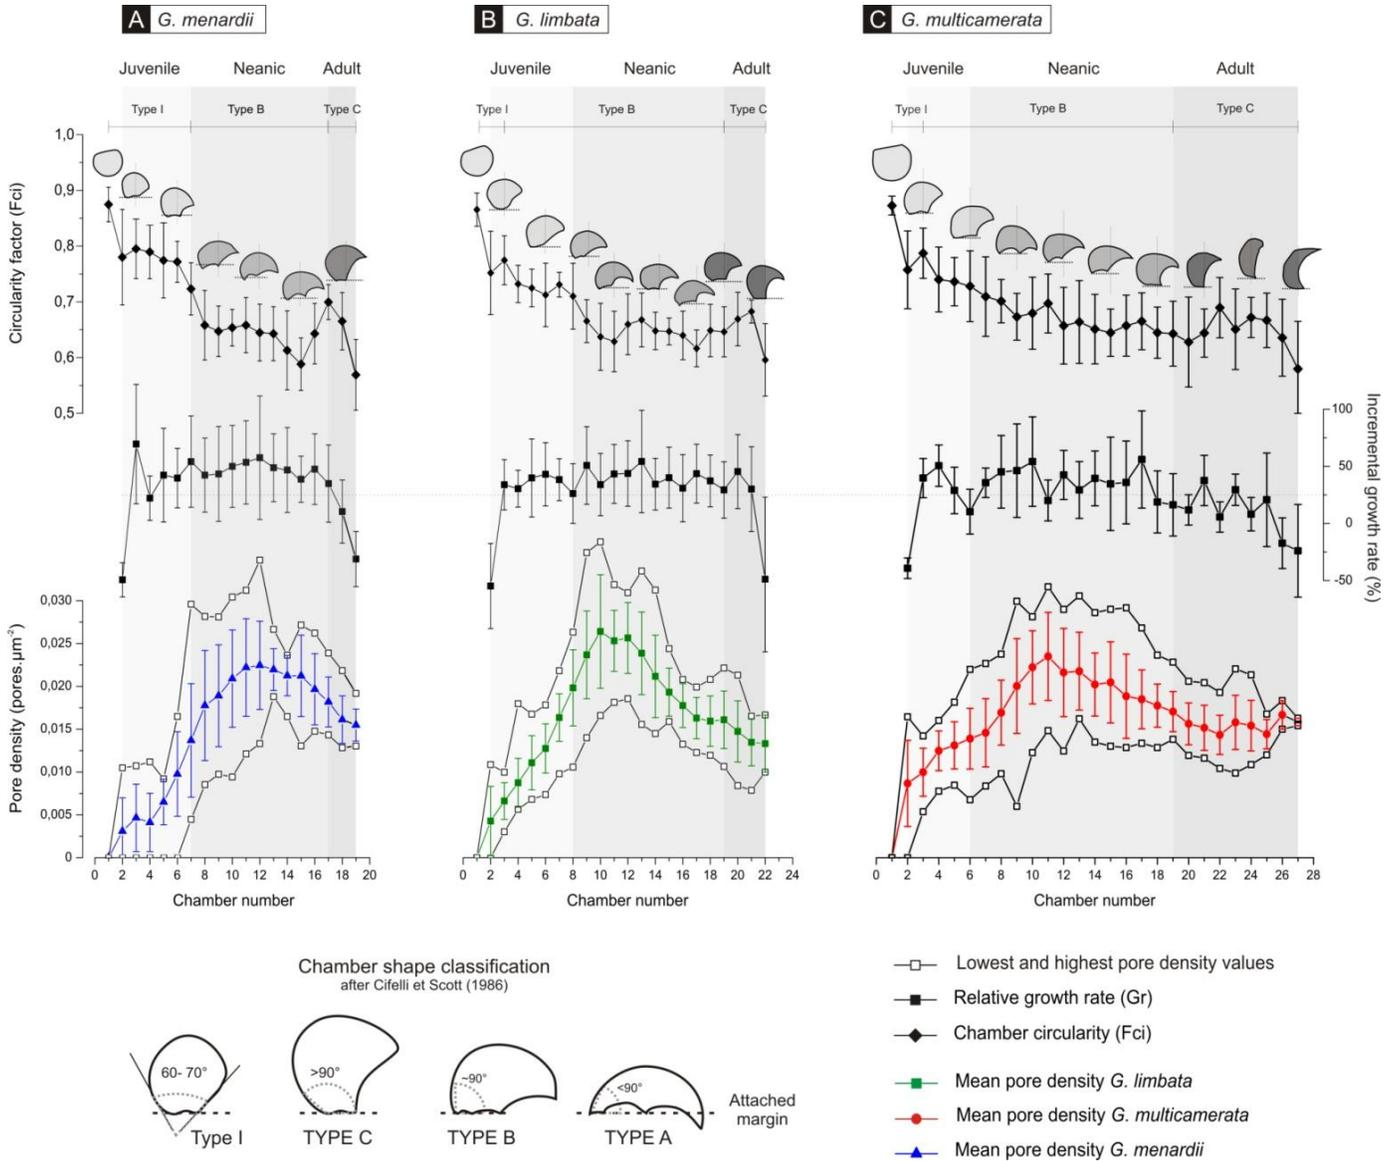 A G. menardii
B G. limbata
C G. multicamerata
Juvenile Neanic Adult
Juvenile Neanic Adult
Juvenile Neanic Adult
Type I Type B Type C
Type I Type B Type C
Type I Type B Type C
Circularity factor (Fci)
1,0
0,9
0,8
0,7
0,6
0,5
100
50
0
-50
Incremental growth rate (%)
Pore density (pores.µm⁻²)
0,030
0,025
0,020
0,015
0,010
0,005
0
0 2 4 6 8 10 12 14 16 18 20
0 2 4 6 8 10 12 14 16 18 20 22 24
0 2 4 6 8 10 12 14 16 18 20 22 24 26 28
Chamber number
Chamber number
Chamber number
Chamber shape classification
after Cifelli et Scott (1986)
60- 70°
>90°
~90°
<90°
Type I
TYPE C
TYPE B
TYPE A
Attached
margin
Lowest and highest pore density values
Relative growth rate (Gr)
Chamber circularity (Fci)
Mean pore density G. limbata
Mean pore density G. multicamerata
Mean pore density G. menardii